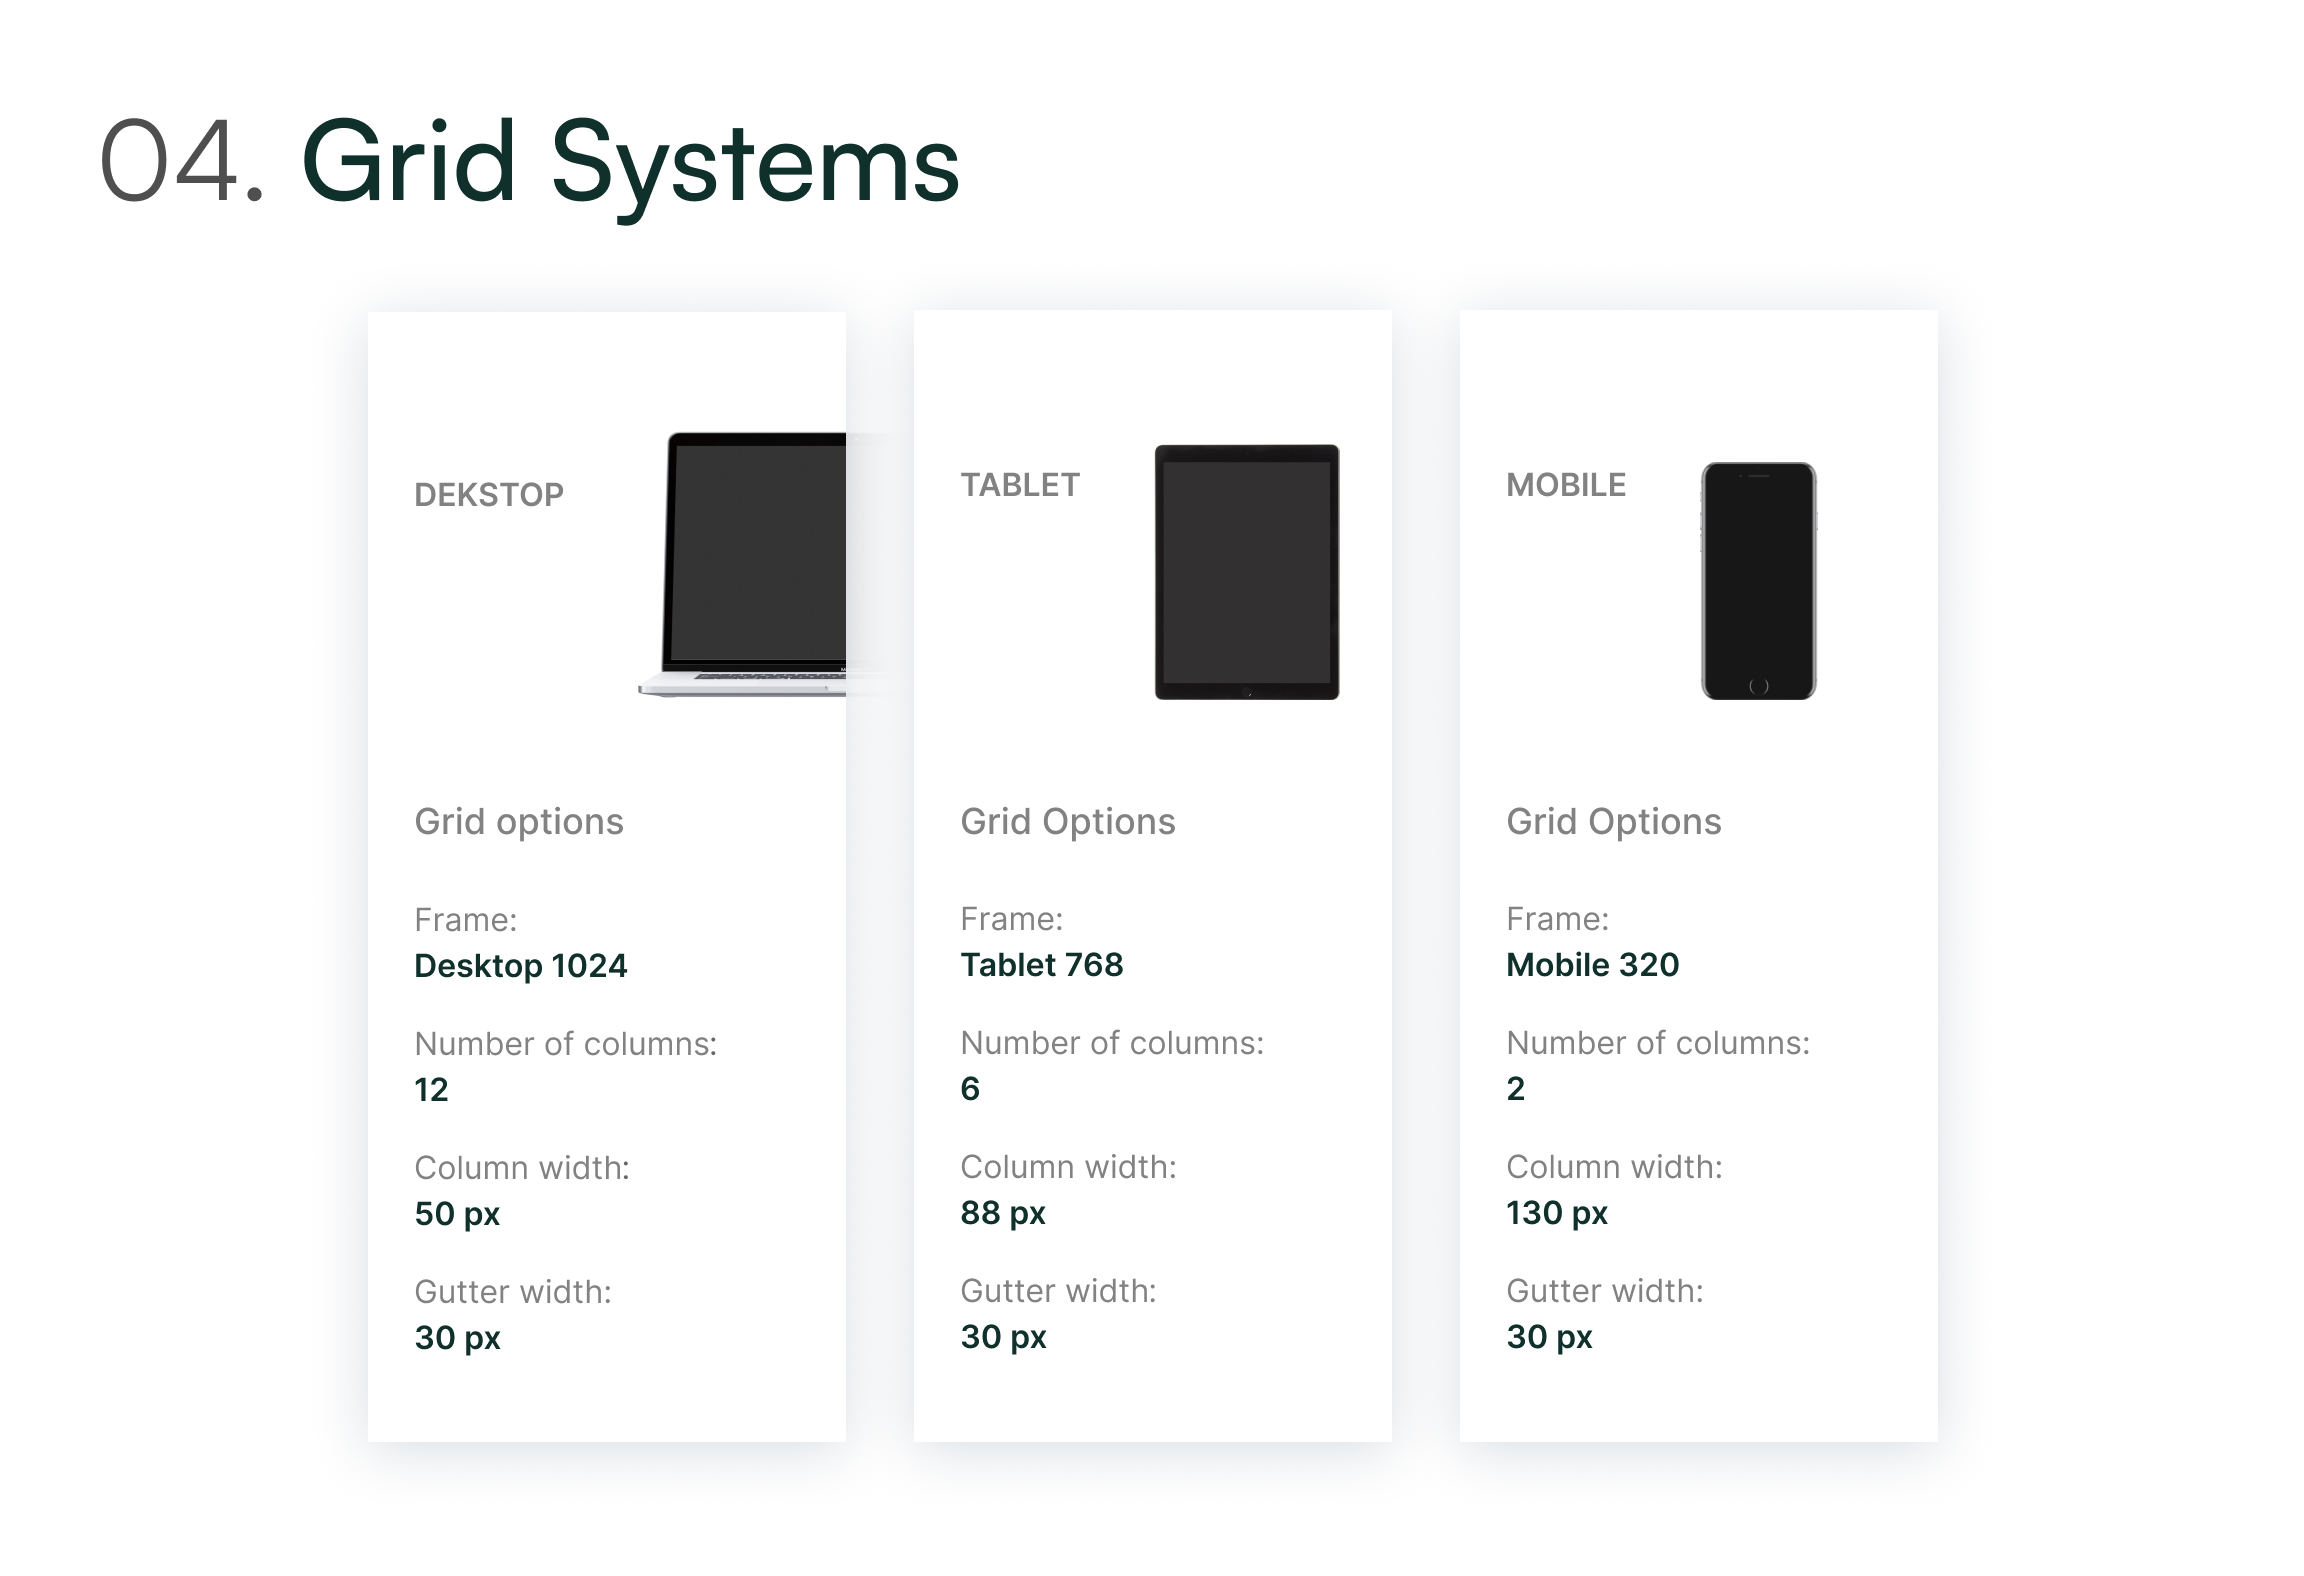 04. Grid Systems
DEKSTOP
Grid options
Frame:
Desktop 1024
Number of columns:
12
Column width:
50 px
Gutter width:
30 px
TABLET
Grid Options
Frame:
Tablet 768
Number of columns:
6
Column width:
88 px
Gutter width:
30 px
MOBILE
Grid Options
Frame:
Mobile 320
Number of columns:
2
Column width:
130 px
Gutter width:
30 px